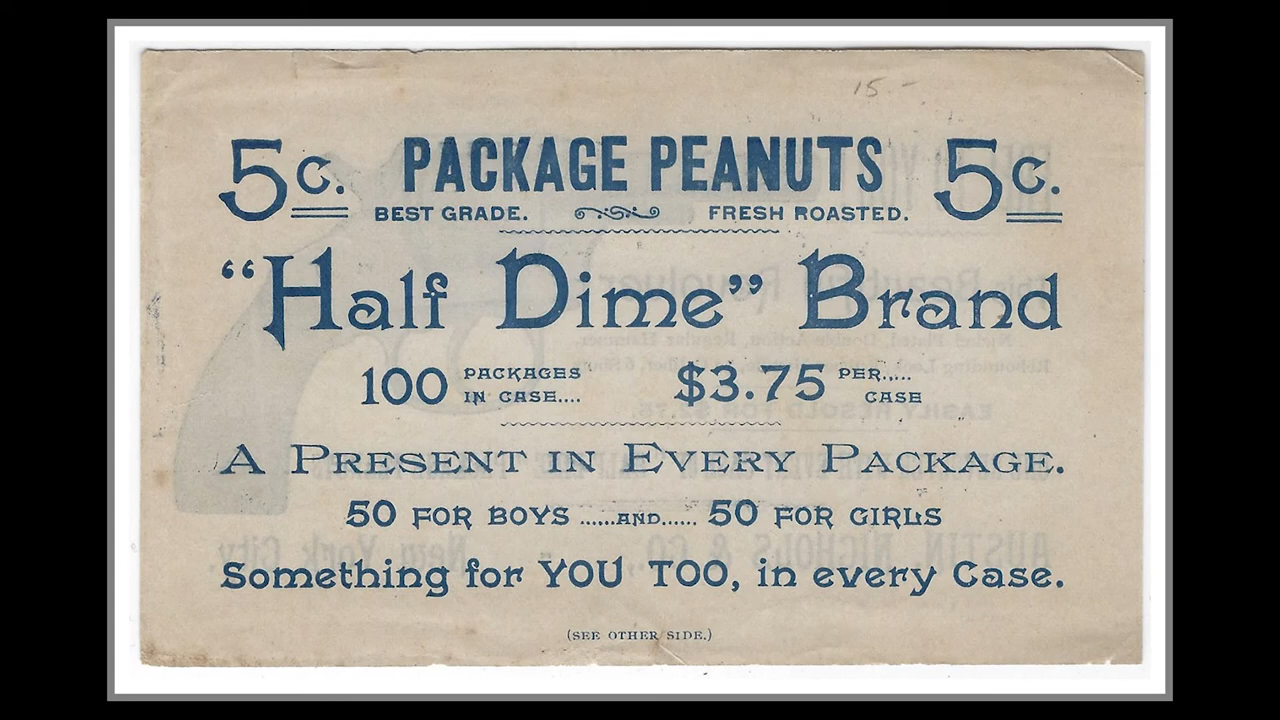 15.-
5c. PACKAGE PEANUTS 5c.
BEST GRADE. FRESH ROASTED.
"Half Dime" Brand
100 PACKAGES IN CASE.... $3.75 PER..... CASE
A PRESENT IN EVERY PACKAGE.
50 FOR BOYS ......AND...... 50 FOR GIRLS
Something for YOU TOO, in every Case.
(SEE OTHER SIDE.)